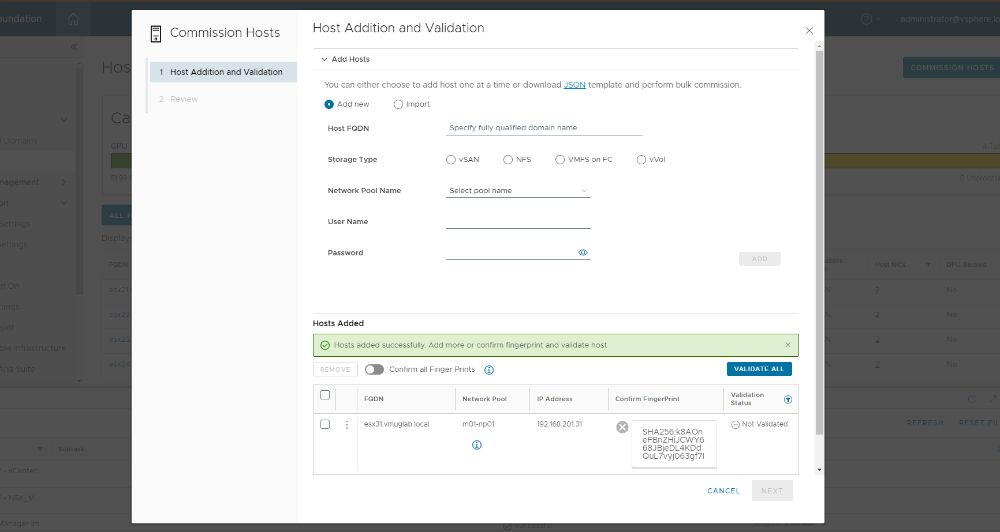 administrator@vsphere.lo
Commission Hosts
1 Host Addition and Validation
2 Review
Host Addition and Validation
Add Hosts
You can either choose to add host one at a time or download JSON template and perform bulk commission.
Add new
Import
Host FQDN
Specify fully qualified domain name
Storage Type
vSAN
NFS
VMFS on FC
vVol
Network Pool Name
Select pool name
User Name
Password
ADD
Hosts Added
Hosts added successfully. Add more or confirm fingerprint and validate host
REMOVE
Confirm all Finger Prints
VALIDATE ALL
FQDN
Network Pool
IP Address
Confirm FingerPrint
Validation
Status
esx31.vmuglab.local
m01-np01
192.168.201.31
SHA256:k8AOn
eFBnZHiJCWY6
68JBjeDL4KDd
QuL7vyj063gf7I
Not Validated
CANCEL
NEXT
oundation
Hos
COMMISSION HOSTS
Ca
Domains
CPU
4 Tot
51.99
nagement
0 Unallocate
on
Settings
ALL H
Settings
Display
FQDN
store
Host NICs
DPU Backed
n On
esx21.
N
2
No
ttings
esx22
N
2
No
epot
esx23
N
2
No
ble Infrastructure
esx24
N
2
No
Aria Suite
REFRESH
RESET FIL
Subtask
E - vCenter:...
E - NSX_M...
Manager Im...
Successful